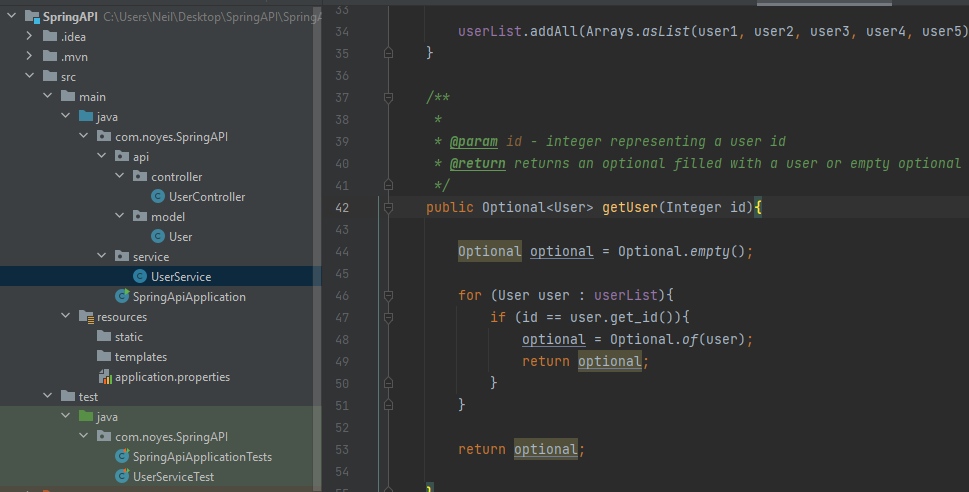 SpringAPI C:\Users\Neil\Desktop\SpringAPI\SpringA
.idea
.mvn
src
main
java
com.noyes.SpringAPI
api
controller
UserController
model
User
service
UserService
SpringApiApplication
resources
static
templates
application.properties
test
java
com.noyes.SpringAPI
SpringApiApplicationTests
UserServiceTest
33
34 userList.addAll(Arrays.asList(user1, user2, user3, user4, user5)
35 }
36
37 /**
38 *
39 * @param id - integer representing a user id
40 * @return returns an optional filled with a user or empty optional
41 */
42 public Optional<User> getUser(Integer id){
43
44 Optional optional = Optional.empty();
45
46 for (User user : userList){
47 if (id == user.get_id()){
48 optional = Optional.of(user);
49 return optional;
50 }
51 }
52
53 return optional;
54
55 }